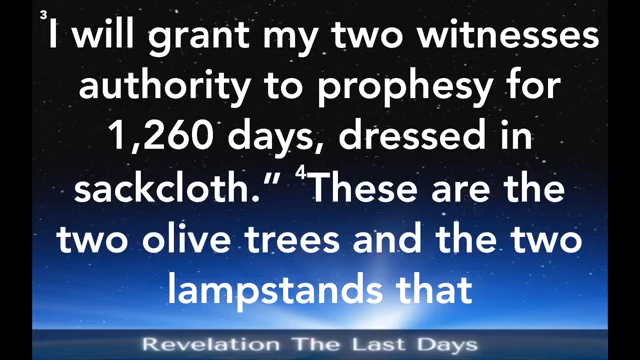 ³I will grant my two witnesses
authority to prophesy for
1,260 days, dressed in
sackcloth.” ⁴These are the
two olive trees and the two
lampstands that
Revelation The Last Days